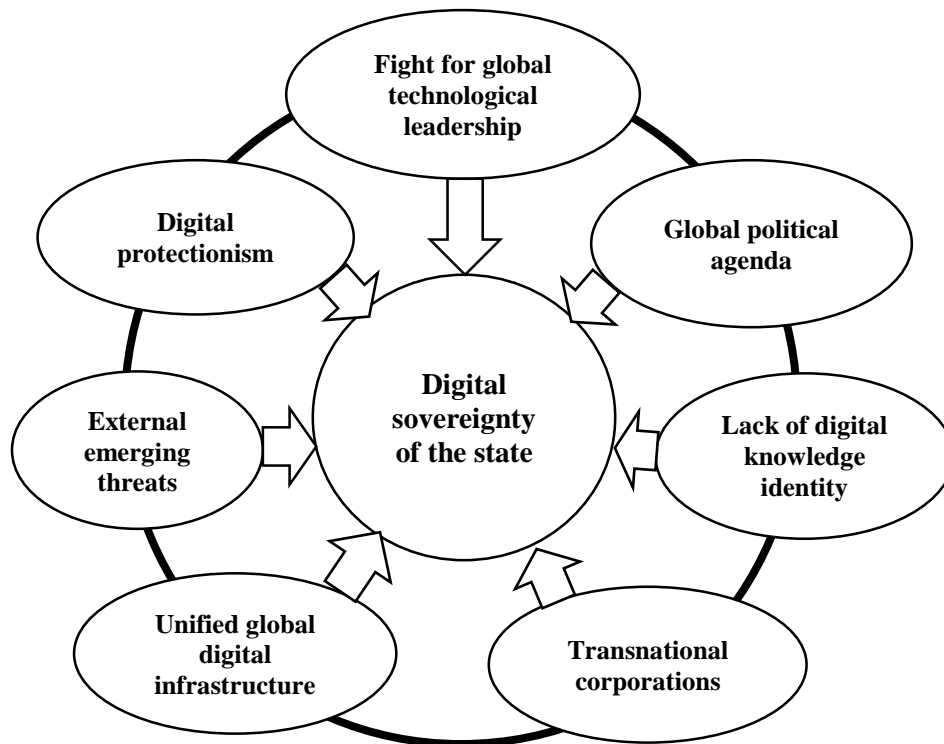 Fight for global
technological
leadership
Digital
protectionism
Global political
agenda
Digital
sovereignty
of the state
External
emerging
threats
Lack of digital
knowledge
identity
Unified global
digital
infrastructure
Transnational
corporations